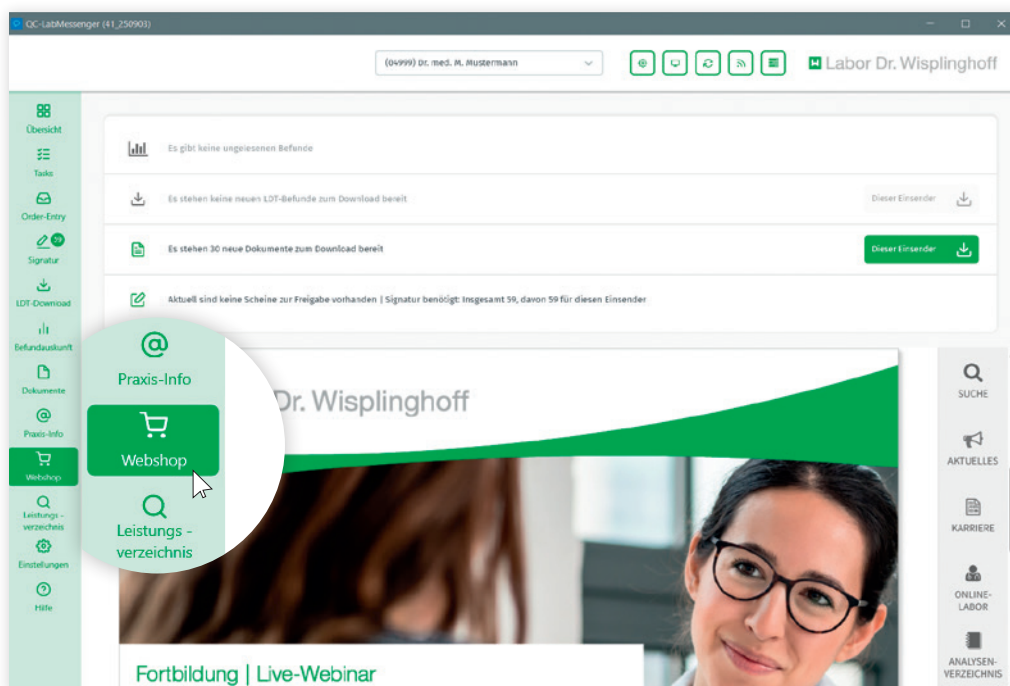 QC-LabMessenger (41_250903)
(04999) Dr. med. M. Mustermann
Labor Dr. Wisplinghoff
Übersicht
Tasks
Order-Entry
59
Signatur
LDT-Download
Befundauskunft
Dokumente
Praxis-Info
Webshop
Leistungs -
verzeichnis
Einstellungen
Hilfe
Es gibt keine ungelesenen Befunde
Es stehen keine neuen LDT-Befunde zum Download bereit
Dieser Einsender
Es stehen 30 neue Dokumente zum Download bereit
Dieser Einsender
Aktuell sind keine Scheine zur Freigabe vorhanden | Signatur benötigt: Insgesamt 59, davon 59 für diesen Einsender
Praxis-Info
Webshop
Leistungs -
verzeichnis
Dr. Wisplinghoff
Fortbildung | Live-Webinar
SUCHE
AKTUELLES
KARRIERE
ONLINE-
LABOR
ANALYSEN-
VERZEICHNIS